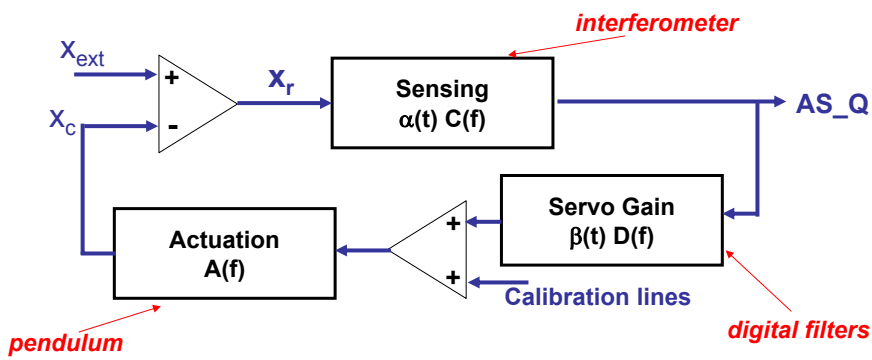 interferometer
x_ext
+
x_r
Sensing
α(t) C(f)
AS_Q
x_c
-
Servo Gain
β(t) D(f)
+
Actuation
A(f)
+
Calibration lines
pendulum
digital filters